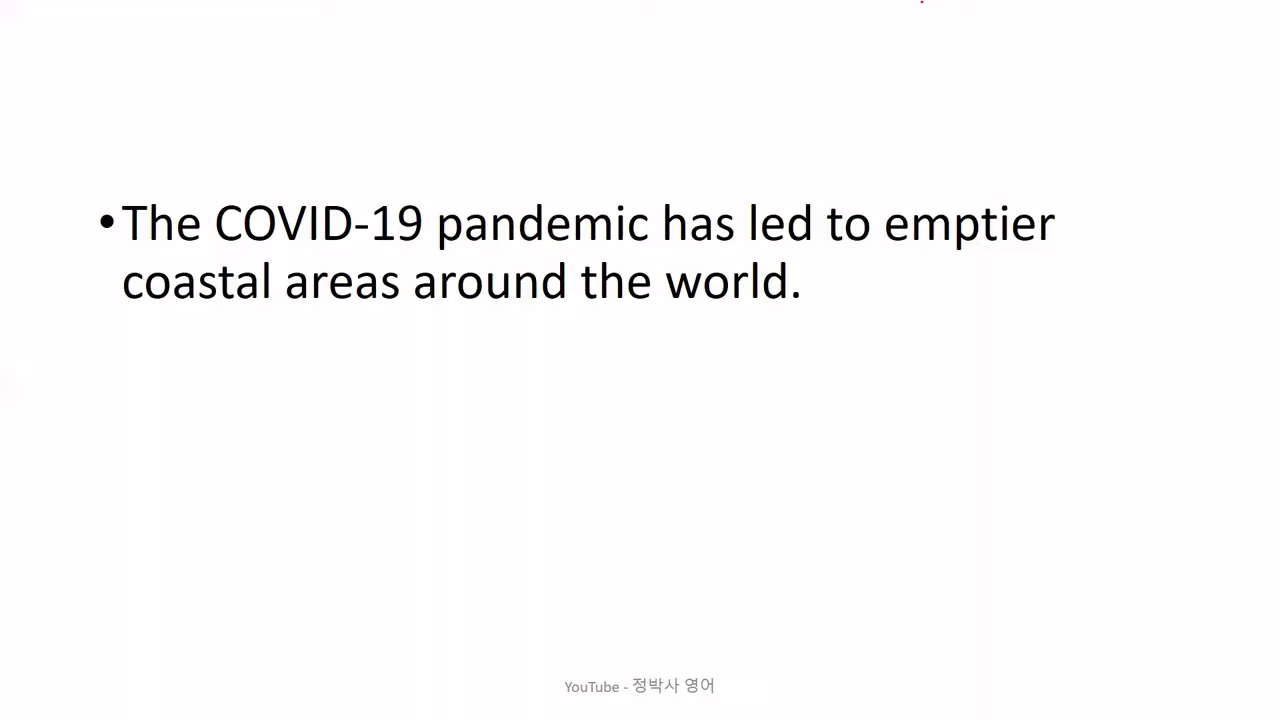 •The COVID-19 pandemic has led to emptier
coastal areas around the world.
YouTube - 정박사 영어